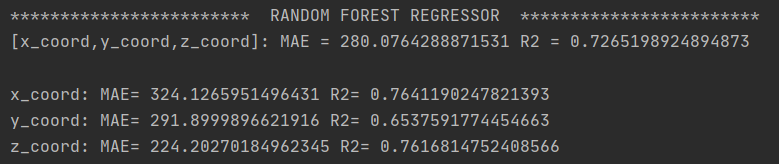 ************************ RANDOM FOREST REGRESSOR ************************
[x_coord,y_coord,z_coord]: MAE = 280.0764288871531 R2 = 0.7265198924894873
x_coord: MAE= 324.1265951496431 R2= 0.7641190247821393
y_coord: MAE= 291.8999896621916 R2= 0.6537591774454663
z_coord: MAE= 224.20270184962345 R2= 0.7616814752408566